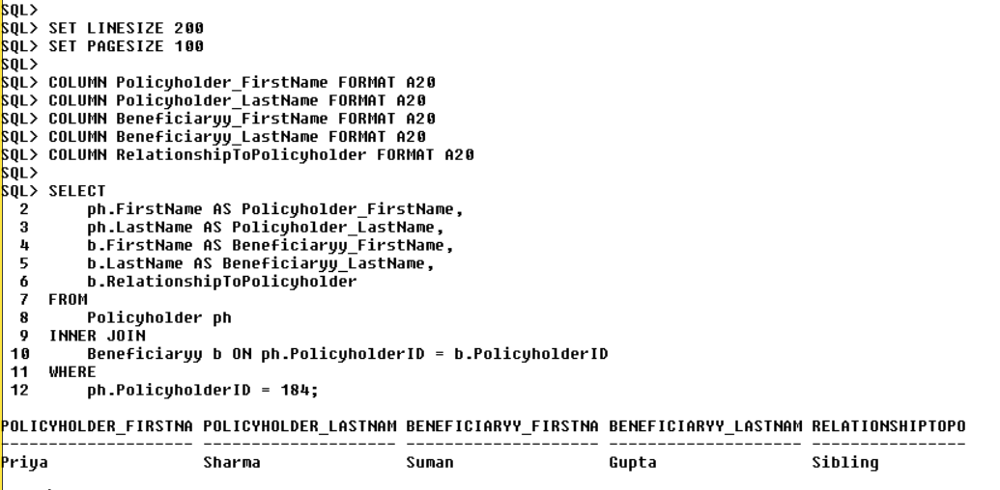 SQL>
SQL> SET LINESIZE 200
SQL> SET PAGESIZE 100
SQL>
SQL> COLUMN Policyholder_FirstName FORMAT A20
SQL> COLUMN Policyholder_LastName FORMAT A20
SQL> COLUMN Beneficiaryy_FirstName FORMAT A20
SQL> COLUMN Beneficiaryy_LastName FORMAT A20
SQL> COLUMN RelationshipToPolicyholder FORMAT A20
SQL>
SQL> SELECT
  2      ph.FirstName AS Policyholder_FirstName,
  3      ph.LastName AS Policyholder_LastName,
  4      b.FirstName AS Beneficiaryy_FirstName,
  5      b.LastName AS Beneficiaryy_LastName,
  6      b.RelationshipToPolicyholder
  7  FROM
  8      Policyholder ph
  9  INNER JOIN
 10      Beneficiaryy b ON ph.PolicyholderID = b.PolicyholderID
 11  WHERE
 12      ph.PolicyholderID = 184;
POLICYHOLDER_FIRSTNA POLICYHOLDER_LASTNAM BENEFICIARYY_FIRSTNA BENEFICIARYY_LASTNAM RELATIONSHIPTOPO
-------------------- -------------------- -------------------- -------------------- ----------------
Priya                Sharma               Suman                Gupta                Sibling